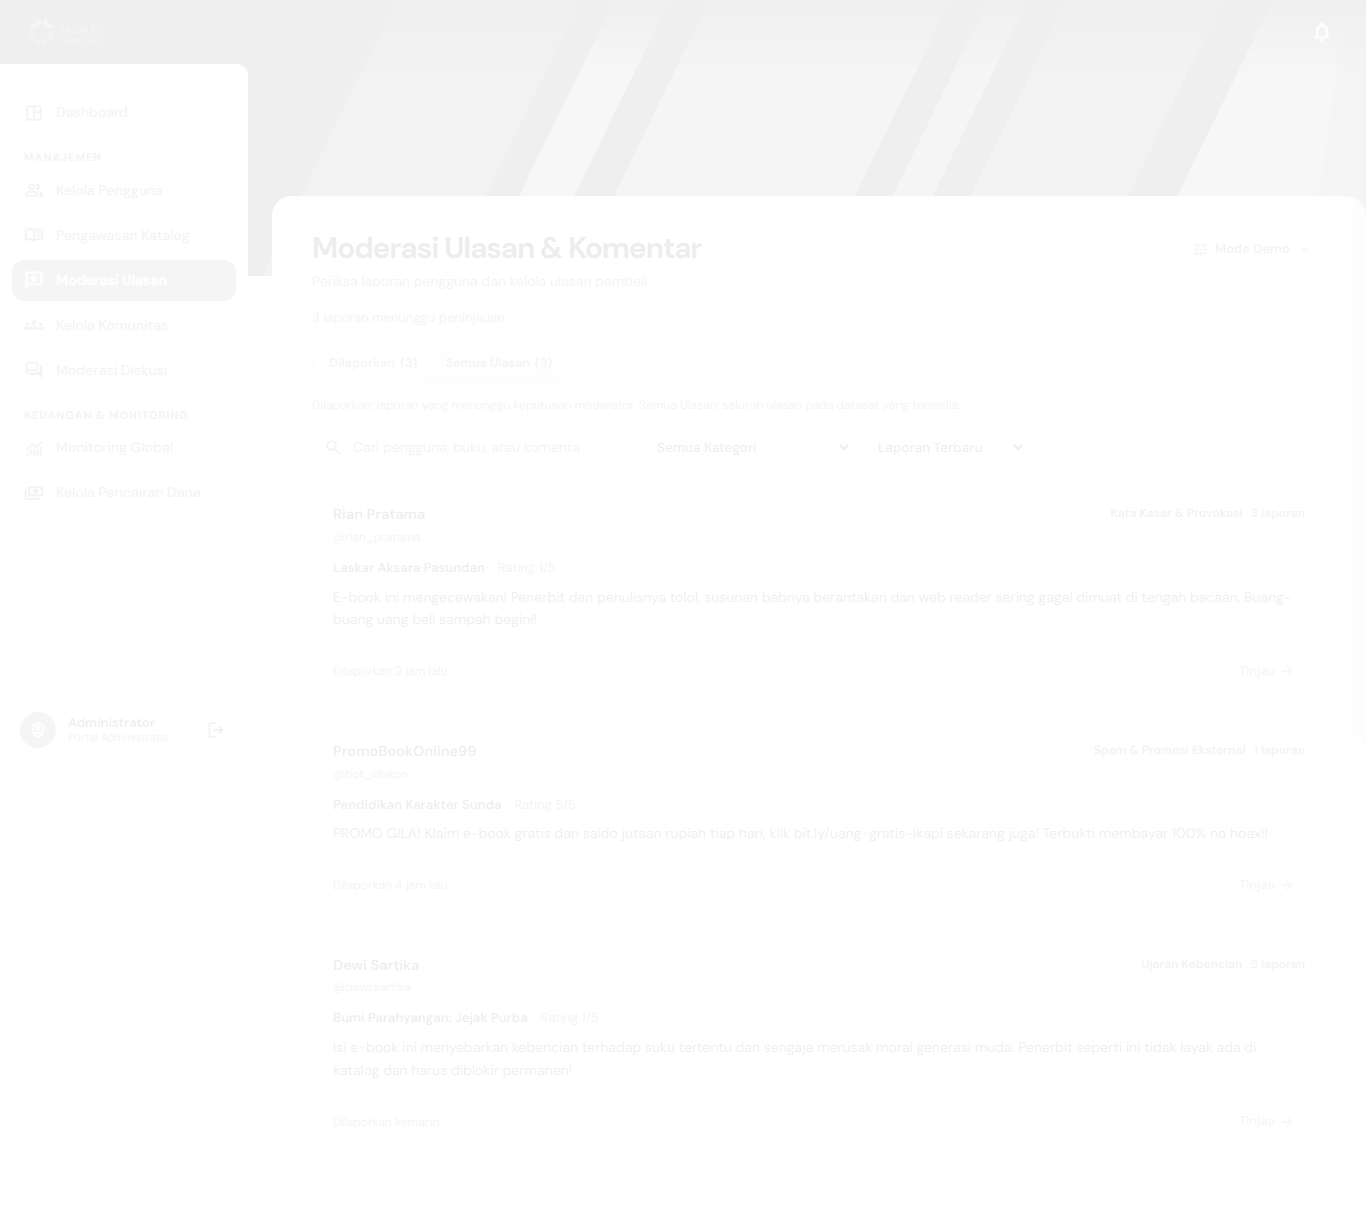 Dashboard
MANAJEMEN
Kelola Pengguna
Pengawasan Katalog
Moderasi Ulasan
Kelola Komunitas
Moderasi Diskusi
KEUANGAN & MONITORING
Monitoring Global
Kelola Pencairan Dana
Administrator
Portal Administrator
Moderasi Ulasan & Komentar
Mode Demo
Periksa laporan pengguna dan kelola ulasan pembeli.
3 laporan menunggu peninjauan
Dilaporkan (3) Semua Ulasan (3)
Dilaporkan: laporan yang menunggu keputusan moderator. Semua Ulasan: seluruh ulasan pada dataset yang tersedia.
Cari pengguna, buku, atau komenta
Semua Kategori
Laporan Terbaru
Rian Pratama
Kata Kasar & Provokasi 3 laporan
@rian_pratama
Laskar Aksara Pasundan Rating 1/5
E-book ini mengecewakan! Penerbit dan penulisnya tolol, susunan babnya berantakan dan web reader sering gagal dimuat di tengah bacaan. Buang-
buang uang beli sampah begini!
Dilaporkan 2 jam lalu
Tinjau →
PromoBookOnline99
Spam & Promosi Eksternal 1 laporan
@bot_diskon
Pendidikan Karakter Sunda Rating 5/5
PROMO GILA! Klaim e-book gratis dan saldo jutaan rupiah tiap hari, klik bit.ly/uang-gratis-ikapi sekarang juga! Terbukti membayar 100% no hoax!!
Dilaporkan 4 jam lalu
Tinjau →
Dewi Sartika
Ujaran Kebencian 5 laporan
@dewi.sartika
Bumi Parahyangan: Jejak Purba Rating 1/5
Isi e-book ini menyebarkan kebencian terhadap suku tertentu dan sengaja merusak moral generasi muda. Penerbit seperti ini tidak layak ada di
katalog dan harus diblokir permanen!
Dilaporkan kemarin
Tinjau →